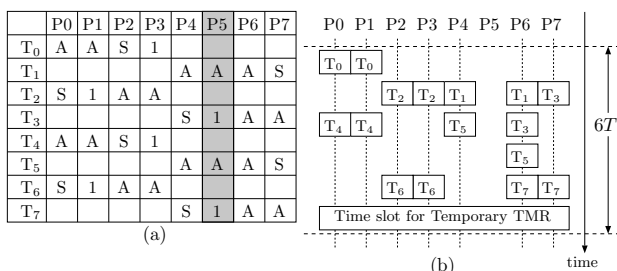 P0 P1 P2 P3 P4 P5 P6 P7
T0 A A S 1
T1 A A A S
T2 S 1 A A
T3 S 1 A A
T4 A A S 1
T5 A A A S
T6 S 1 A A
T7 S 1 A A
(a)
P0 P1 P2 P3 P4 P5 P6 P7
T0 T0
T2 T2 T1 T1 T3
T4 T4 T5 T3
T5
T6 T6 T7 T7
Time slot for Temporary TMR
6T
time
(b)